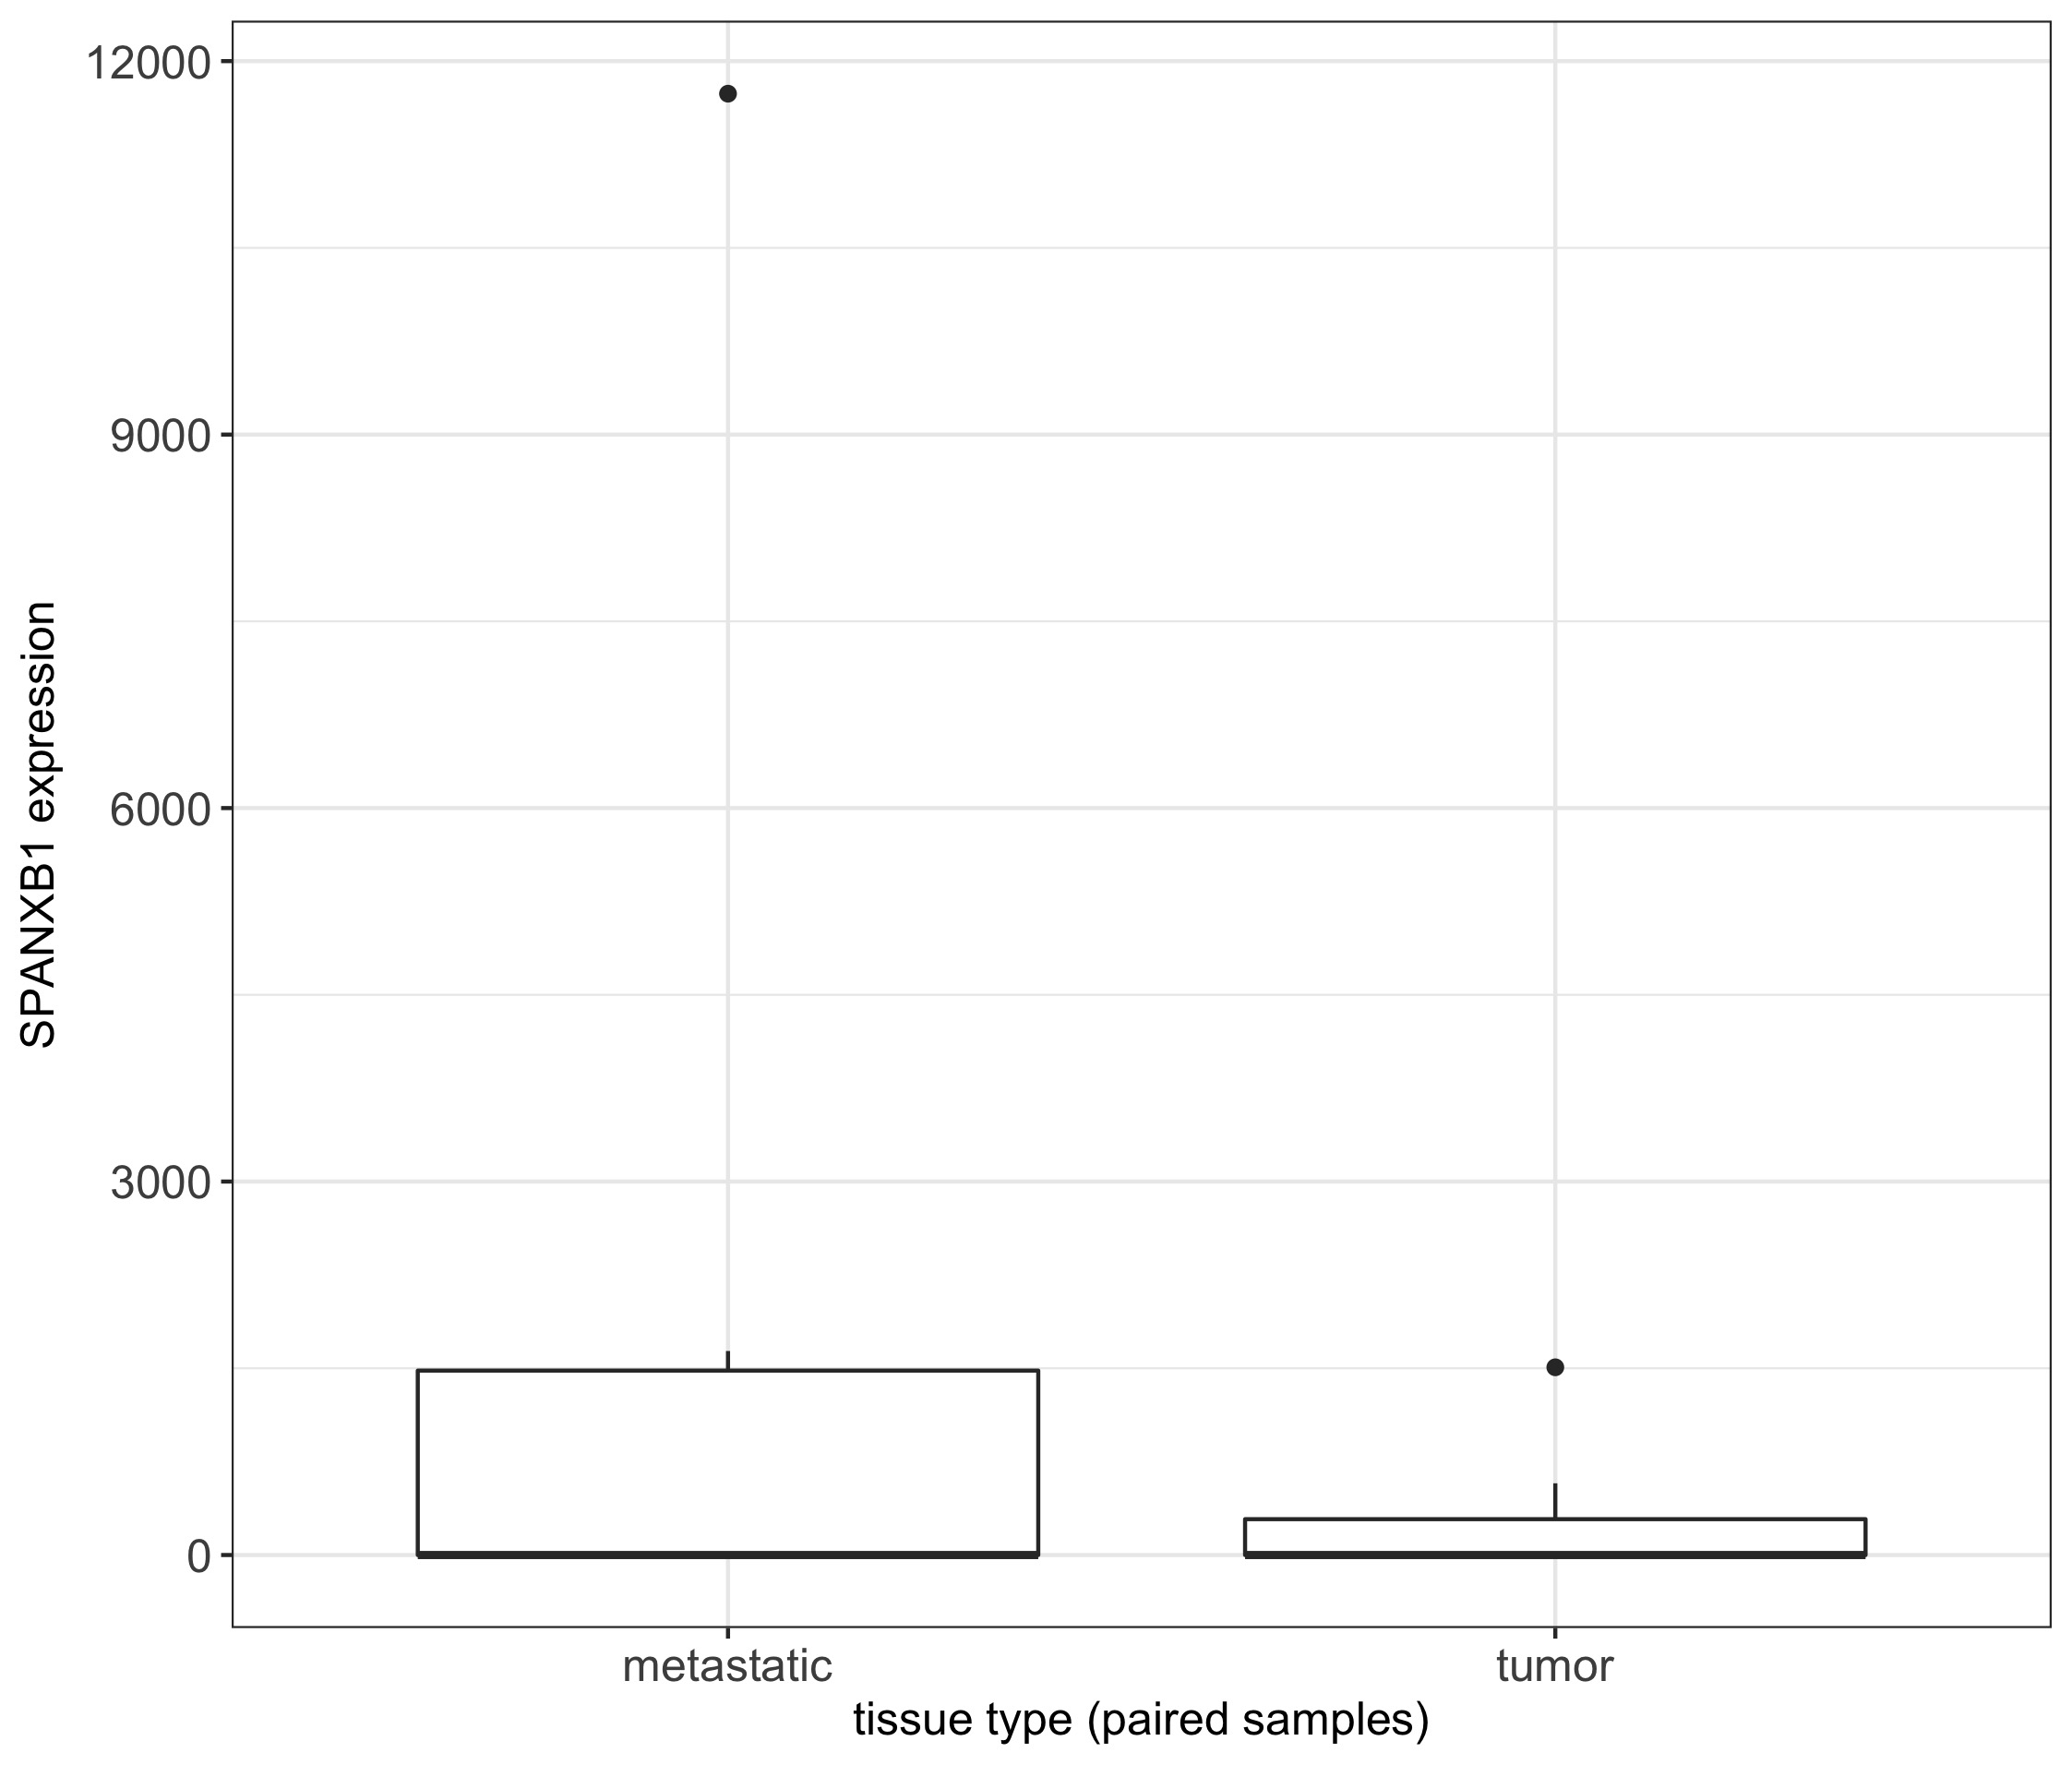 12000
9000
6000
3000
0
SPANXB1 expression
metastatic
tumor
tissue type (paired samples)